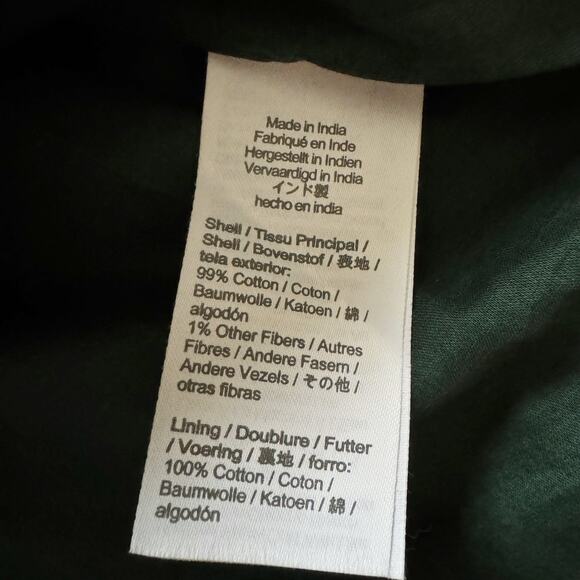 Made in India
Fabriqué en Inde
Hergestellt in Indien
Vervaardigd in India
インド製
hecho en india
Shell / Tissu Principal /
Shell / Bovenstof / 表地 /
tela exterior:
99% Cotton / Coton /
Baumwolle / Katoen / 綿 /
algodón
1% Other Fibers / Autres
Fibres / Andere Fasern /
Andere Vezels / その他 /
otras fibras
Lining / Doublure / Futter
/ Voering / 裏地 / forro:
100% Cotton / Coton /
Baumwolle / Katoen / 綿 /
algodón